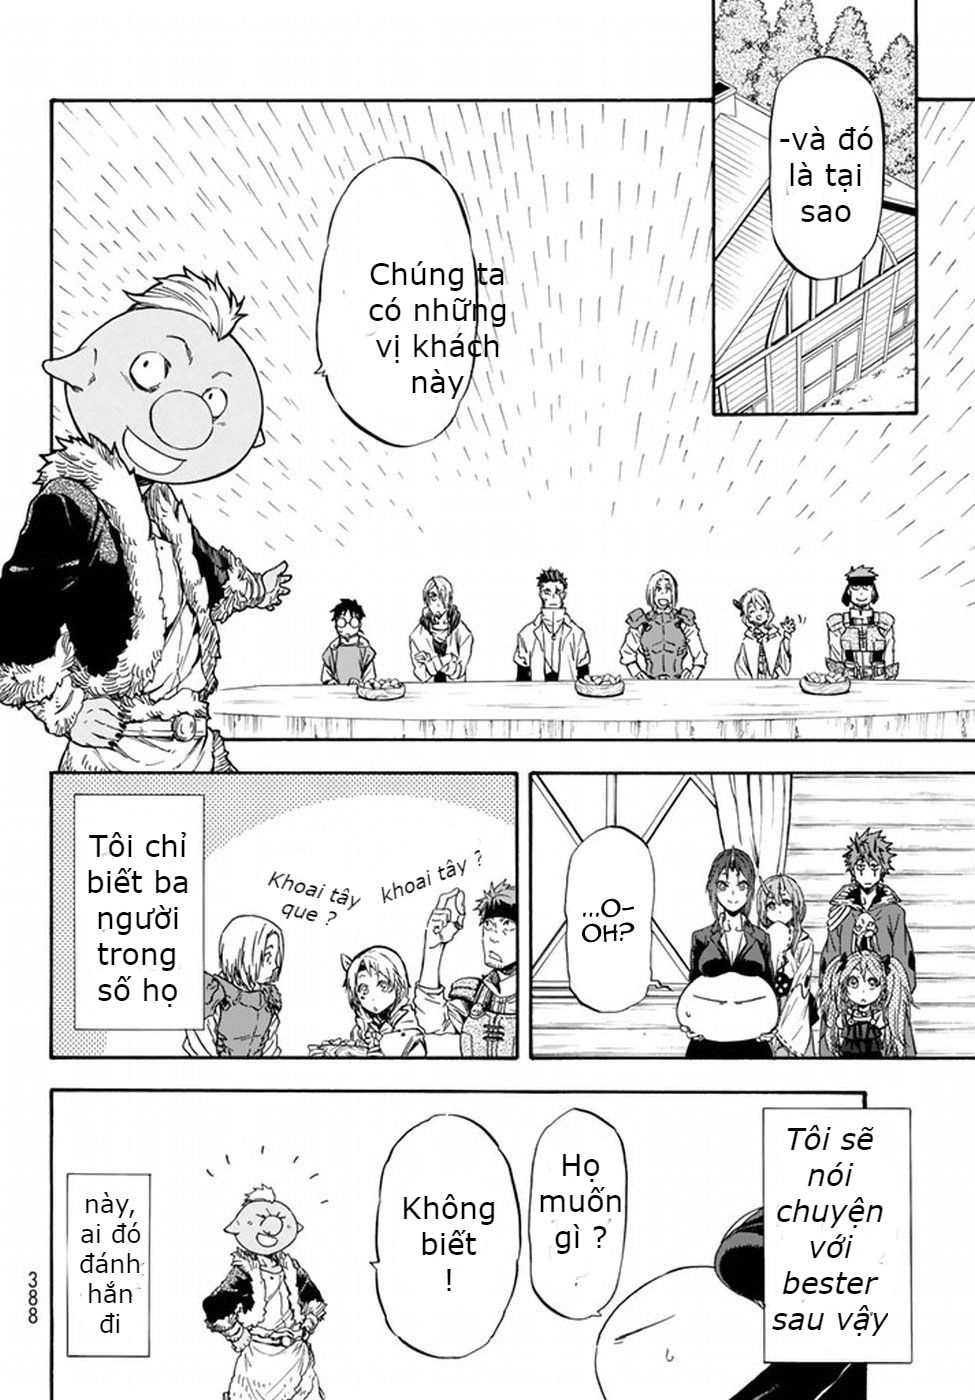 -và đó
là tại
sao
Chúng ta
có những
vị khách
này
...O-
OH?
Tôi chỉ
biết ba
người
trong
số họ
Khoai tây
que ?
khoai tây ?
Tôi sẽ
nói
chuyện
với
bester
sau vậy
Họ
muốn
gì ?
Không
biết
!
này,
ai đó
đánh
hắn
đi
388